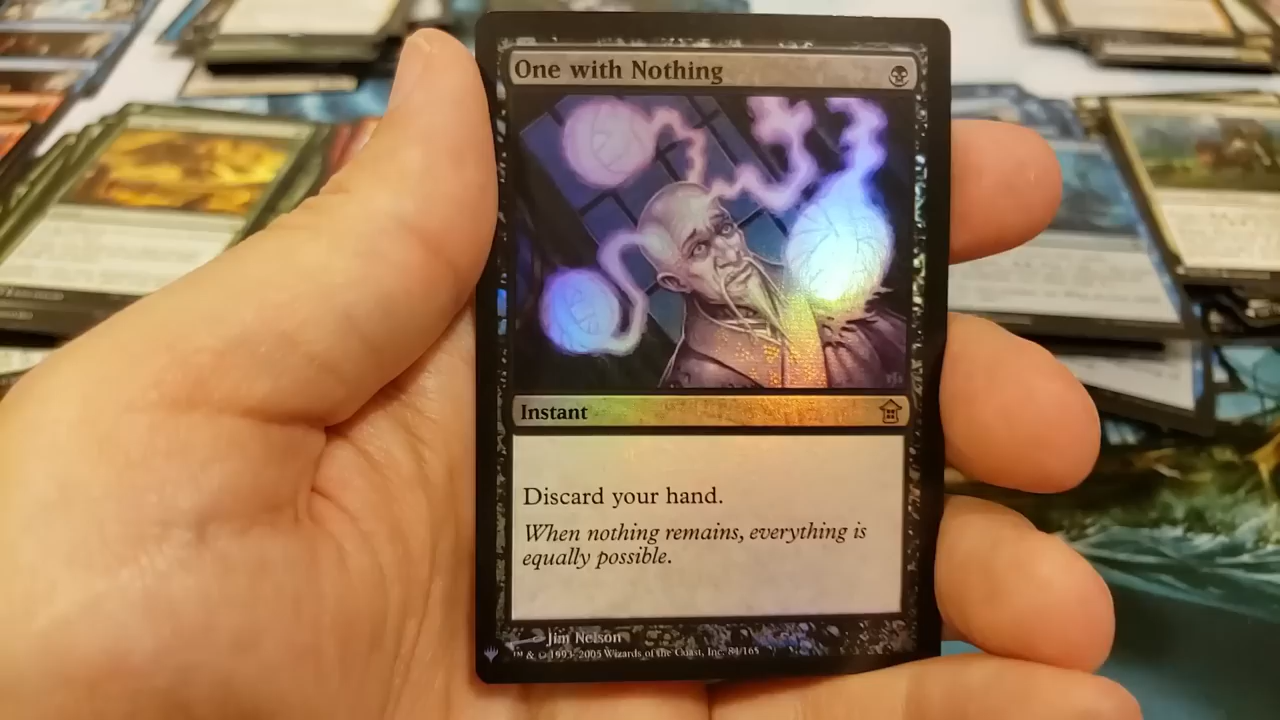 One with Nothing
Instant
Discard your hand.
When nothing remains, everything is
equally possible.
Jim Nelson
™ & © 1993-2005 Wizards of the Coast, Inc. 84/165